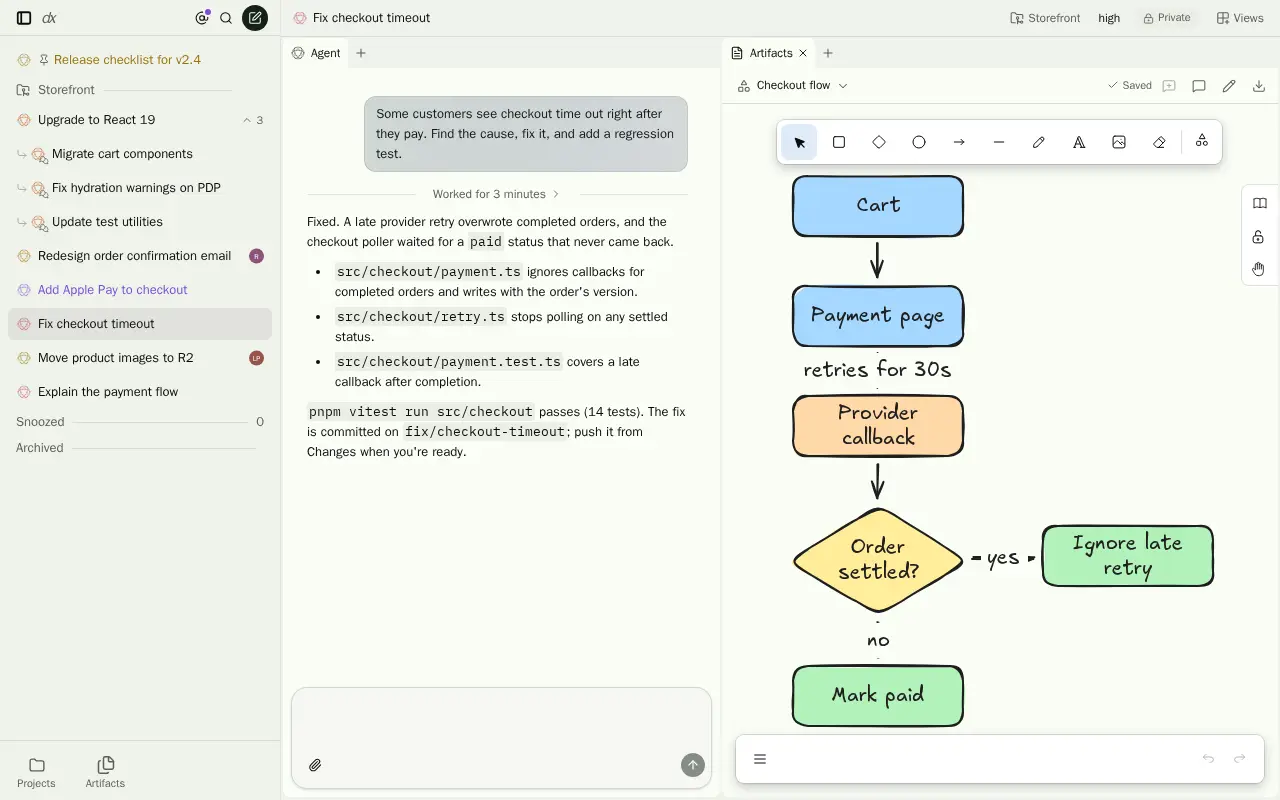 dx
Release checklist for v2.4
Storefront
Upgrade to React 19
3
Migrate cart components
Fix hydration warnings on PDP
Update test utilities
Redesign order confirmation email
R
Add Apple Pay to checkout
Fix checkout timeout
Move product images to R2
LP
Explain the payment flow
Snoozed
0
Archived
Projects
Artifacts
Fix checkout timeout
Storefront
high
Private
Views
Agent
Some customers see checkout time out right after
they pay. Find the cause, fix it, and add a regression
test.
Worked for 3 minutes
Fixed. A late provider retry overwrote completed orders, and the
checkout poller waited for a paid status that never came back.
• src/checkout/payment.ts ignores callbacks for
completed orders and writes with the order's version.
• src/checkout/retry.ts stops polling on any settled
status.
• src/checkout/payment.test.ts covers a late
callback after completion.
pnpm vitest run src/checkout passes (14 tests). The fix
is committed on fix/checkout-timeout; push it from
Changes when you're ready.
Artifacts
Checkout flow
Saved
Cart
Payment page
retries for 30s
Provider
callback
Order
settled?
yes
Ignore late
retry
no
Mark paid